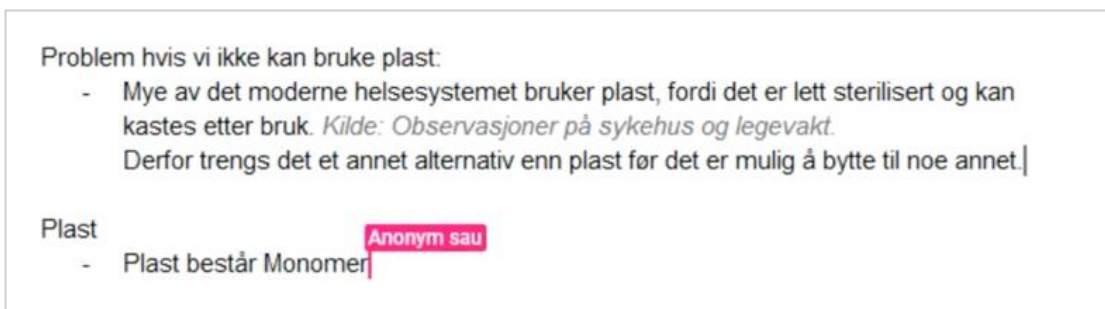 Problem hvis vi ikke kan bruke plast:
- Mye av det moderne helsesystemet bruker plast, fordi det er lett sterilisert og kan
kastes etter bruk. Kilde: Observasjoner på sykehus og legevakt.
Derfor trengs det et annet alternativ enn plast før det er mulig å bytte til noe annet.
Plast
Anonym sau
- Plast består Monomer